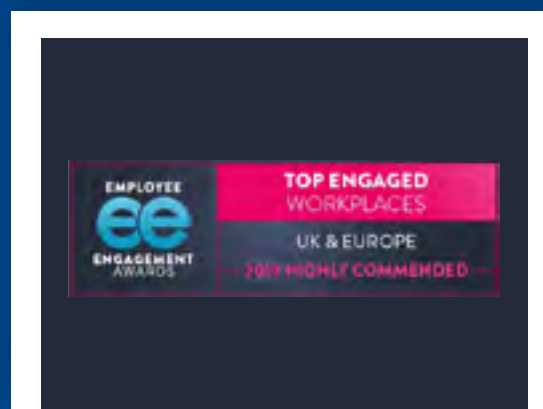 EMPLOYEE
ee
ENGAGEMENT
AWARDS
TOP ENGAGED
WORKPLACES
UK & EUROPE
HIGHLY COMMENDED